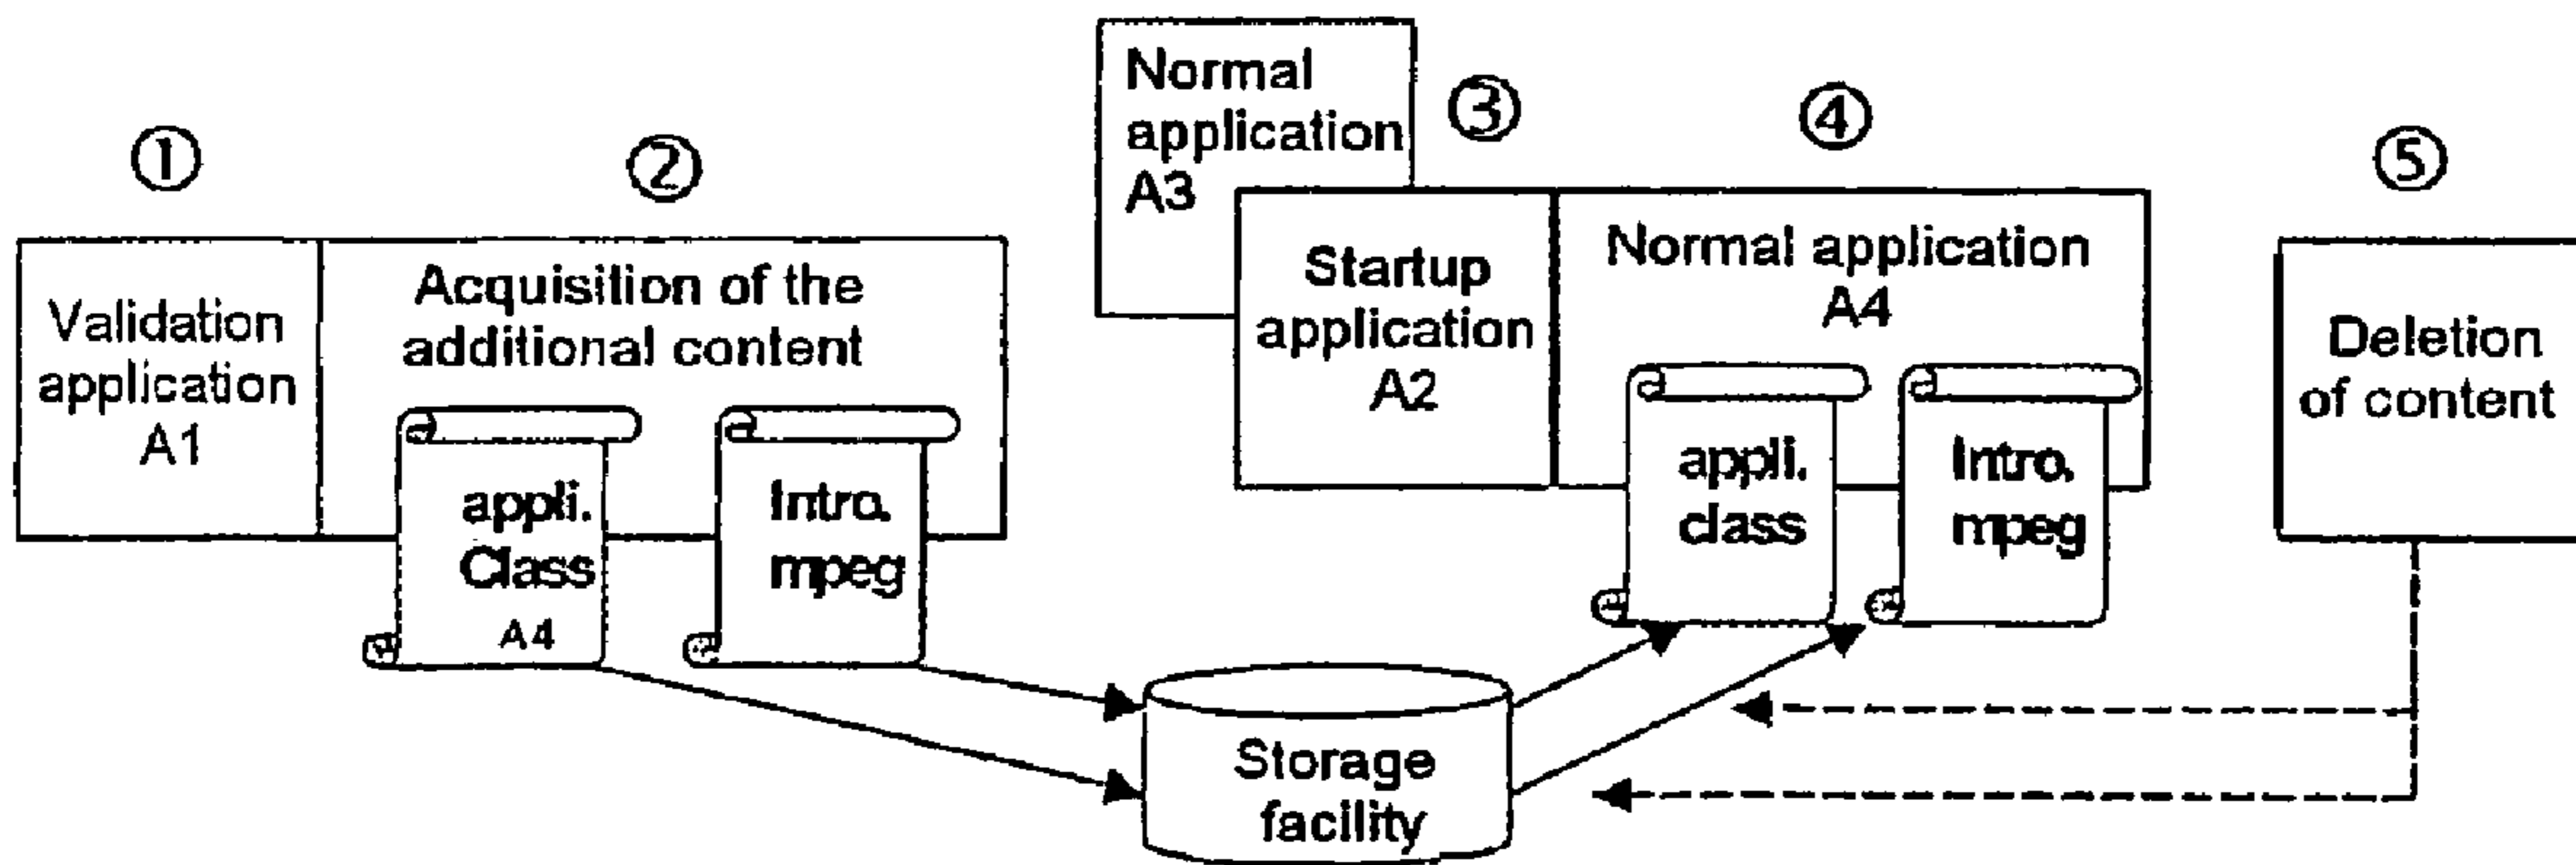 ①
Validation
application
A1
②
Acquisition of the
additional content
appli.
Class
A4
Intro.
mpeg
Normal
application
A3
③
Startup
application
A2
④
Normal application
A4
appli.
class
Intro.
mpeg
⑤
Deletion
of content
Storage
facility